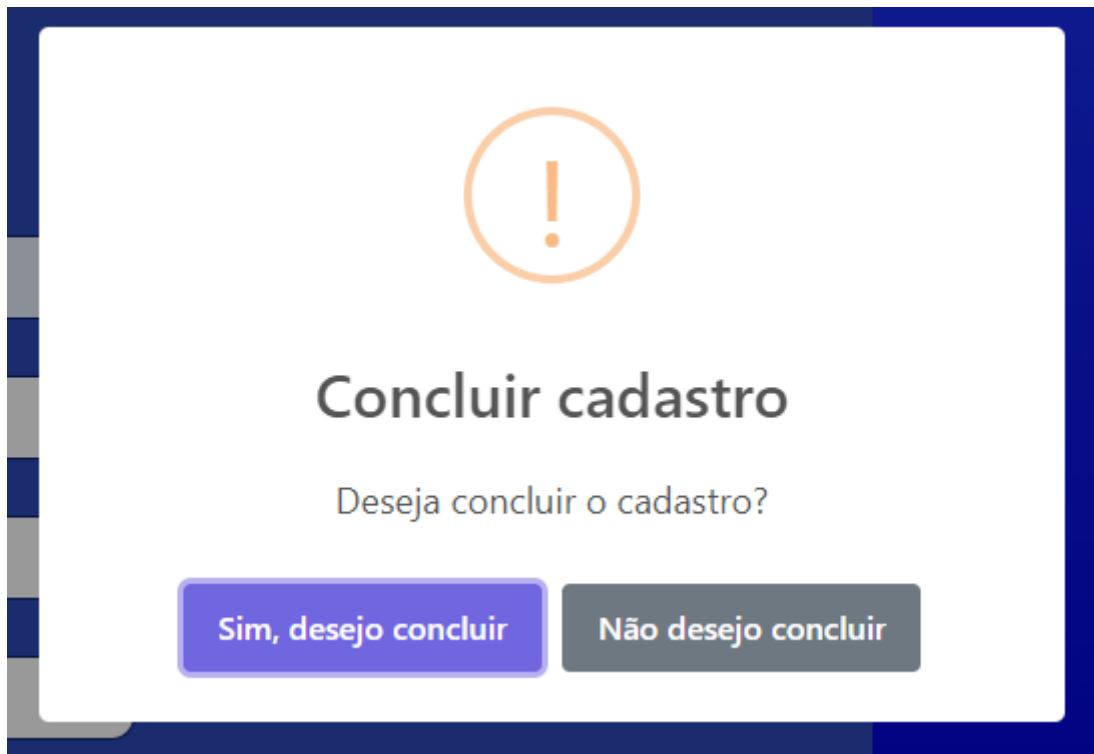 !
Concluir cadastro
Deseja concluir o cadastro?
Sim, desejo concluir
Não desejo concluir